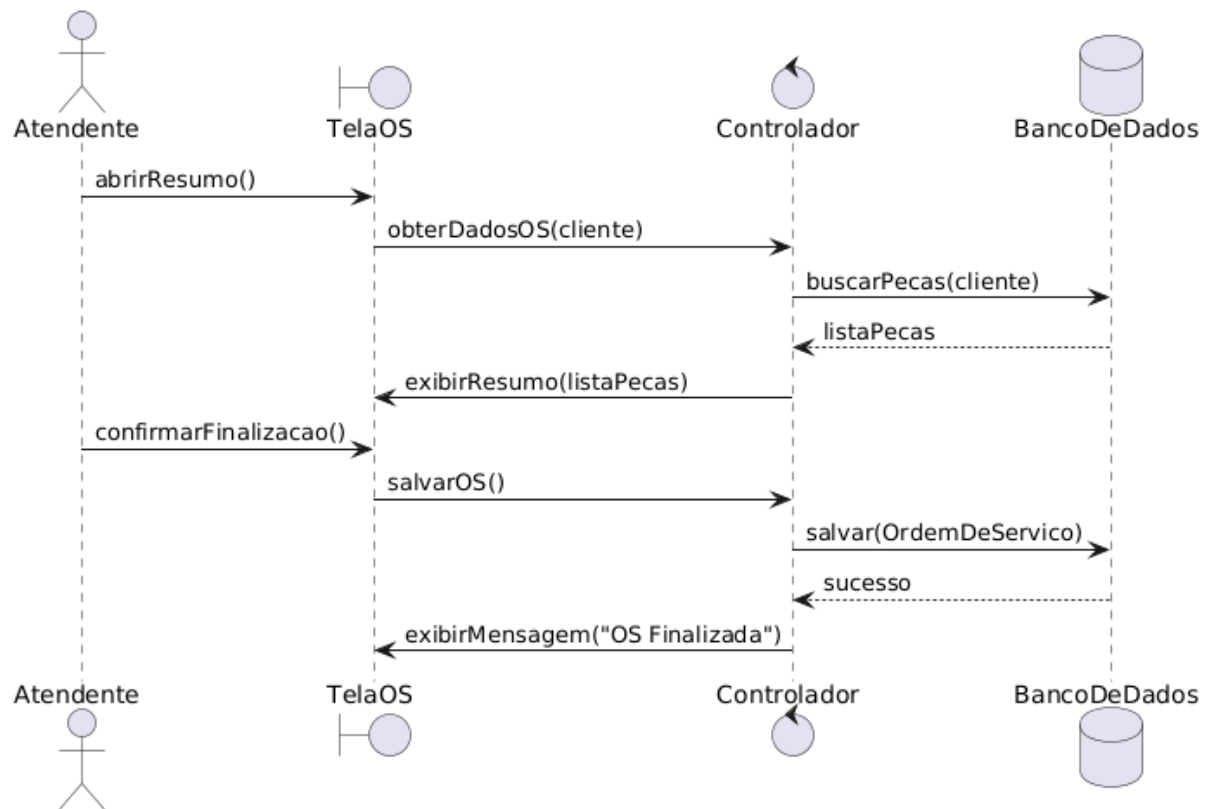 Atendente
TelaOS
Controlador
BancoDeDados
abrirResumo()
obterDadosOS(cliente)
buscarPecas(cliente)
listaPecas
exibirResumo(listaPecas)
confirmarFinalizacao()
salvarOS()
salvar(OrdemDeServico)
sucesso
exibirMensagem("OS Finalizada")
Atendente
TelaOS
Controlador
BancoDeDados